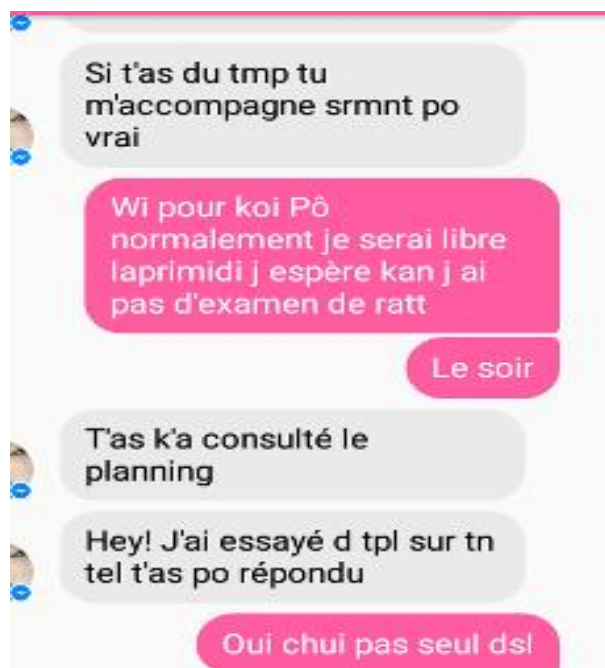 Si t'as du tmp tu
m'accompagne srmnt po
vrai
Wi pour koi Pô
normalement je serai libre
laprimidi j espère kan j ai
pas d'examen de ratt
Le soir
T'as k'a consulté le
planning
Hey! J'ai essayé d tpl sur tn
tel t'as po répondu
Oui chui pas seul dsl